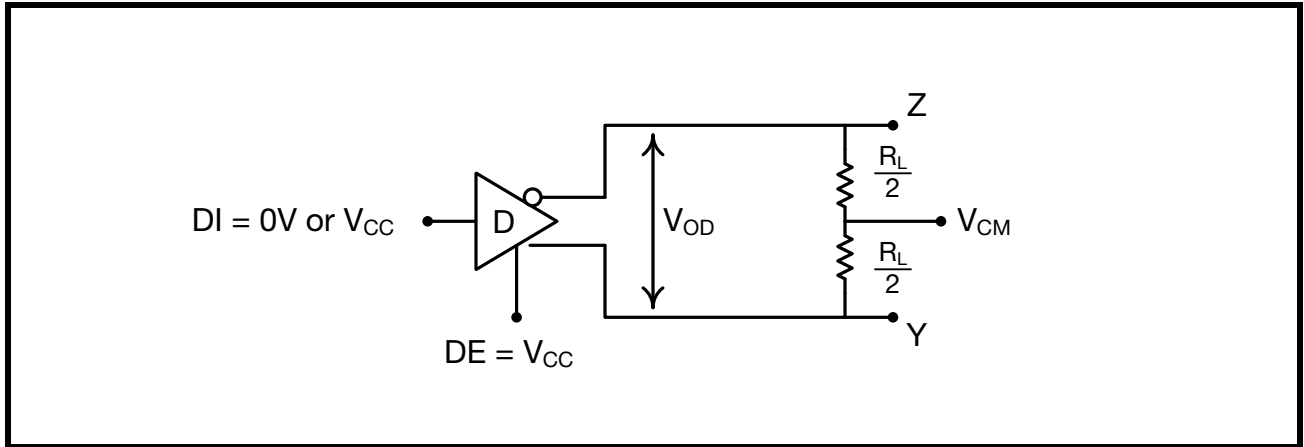 Z
R_L
2
DI = 0V or V_CC
D
V_OD
V_CM
R_L
2
Y
DE = V_CC